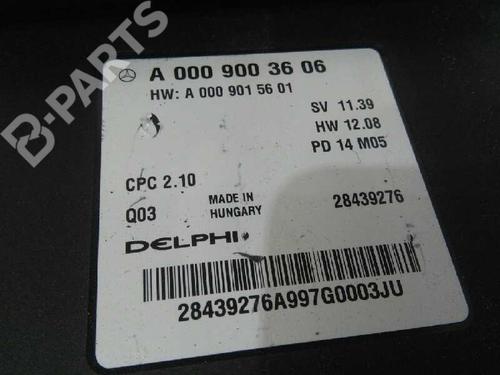 A 000 900 36 06
HW: A 000 901 56 01
SV 11.39
HW 12.08
PD 14 M05
CPC 2.10
Q03
MADE IN
HUNGARY
28439276
DELPHI
28439276A997G0003JU
B-PARTS